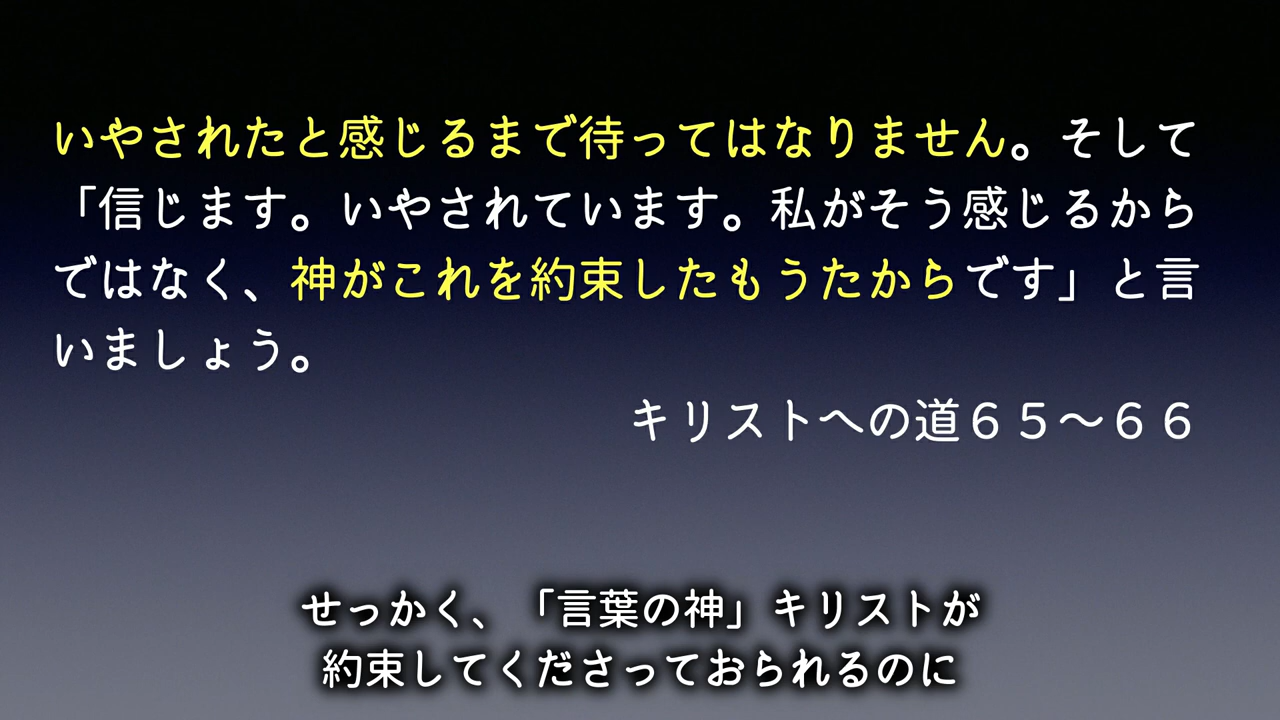 いやされたと感じるまで待ってはなりません。そして
「信じます。いやされています。私がそう感じるから
ではなく、神がこれを約束したもうたからです」と言
いましょう。
キリストへの道６５〜６６
せっかく、「言葉の神」キリストが
約束してくださっておられるのに